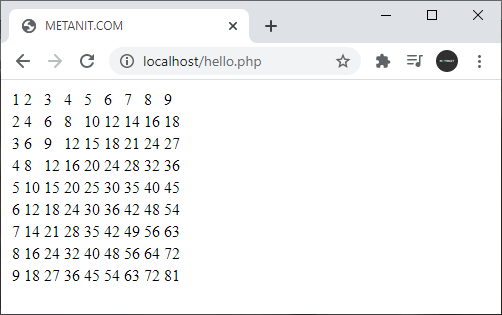 METANIT.COM
localhost/hello.php
1 2 3 4 5 6 7 8 9
2 4 6 8 10 12 14 16 18
3 6 9 12 15 18 21 24 27
4 8 12 16 20 24 28 32 36
5 10 15 20 25 30 35 40 45
6 12 18 24 30 36 42 48 54
7 14 21 28 35 42 49 56 63
8 16 24 32 40 48 56 64 72
9 18 27 36 45 54 63 72 81